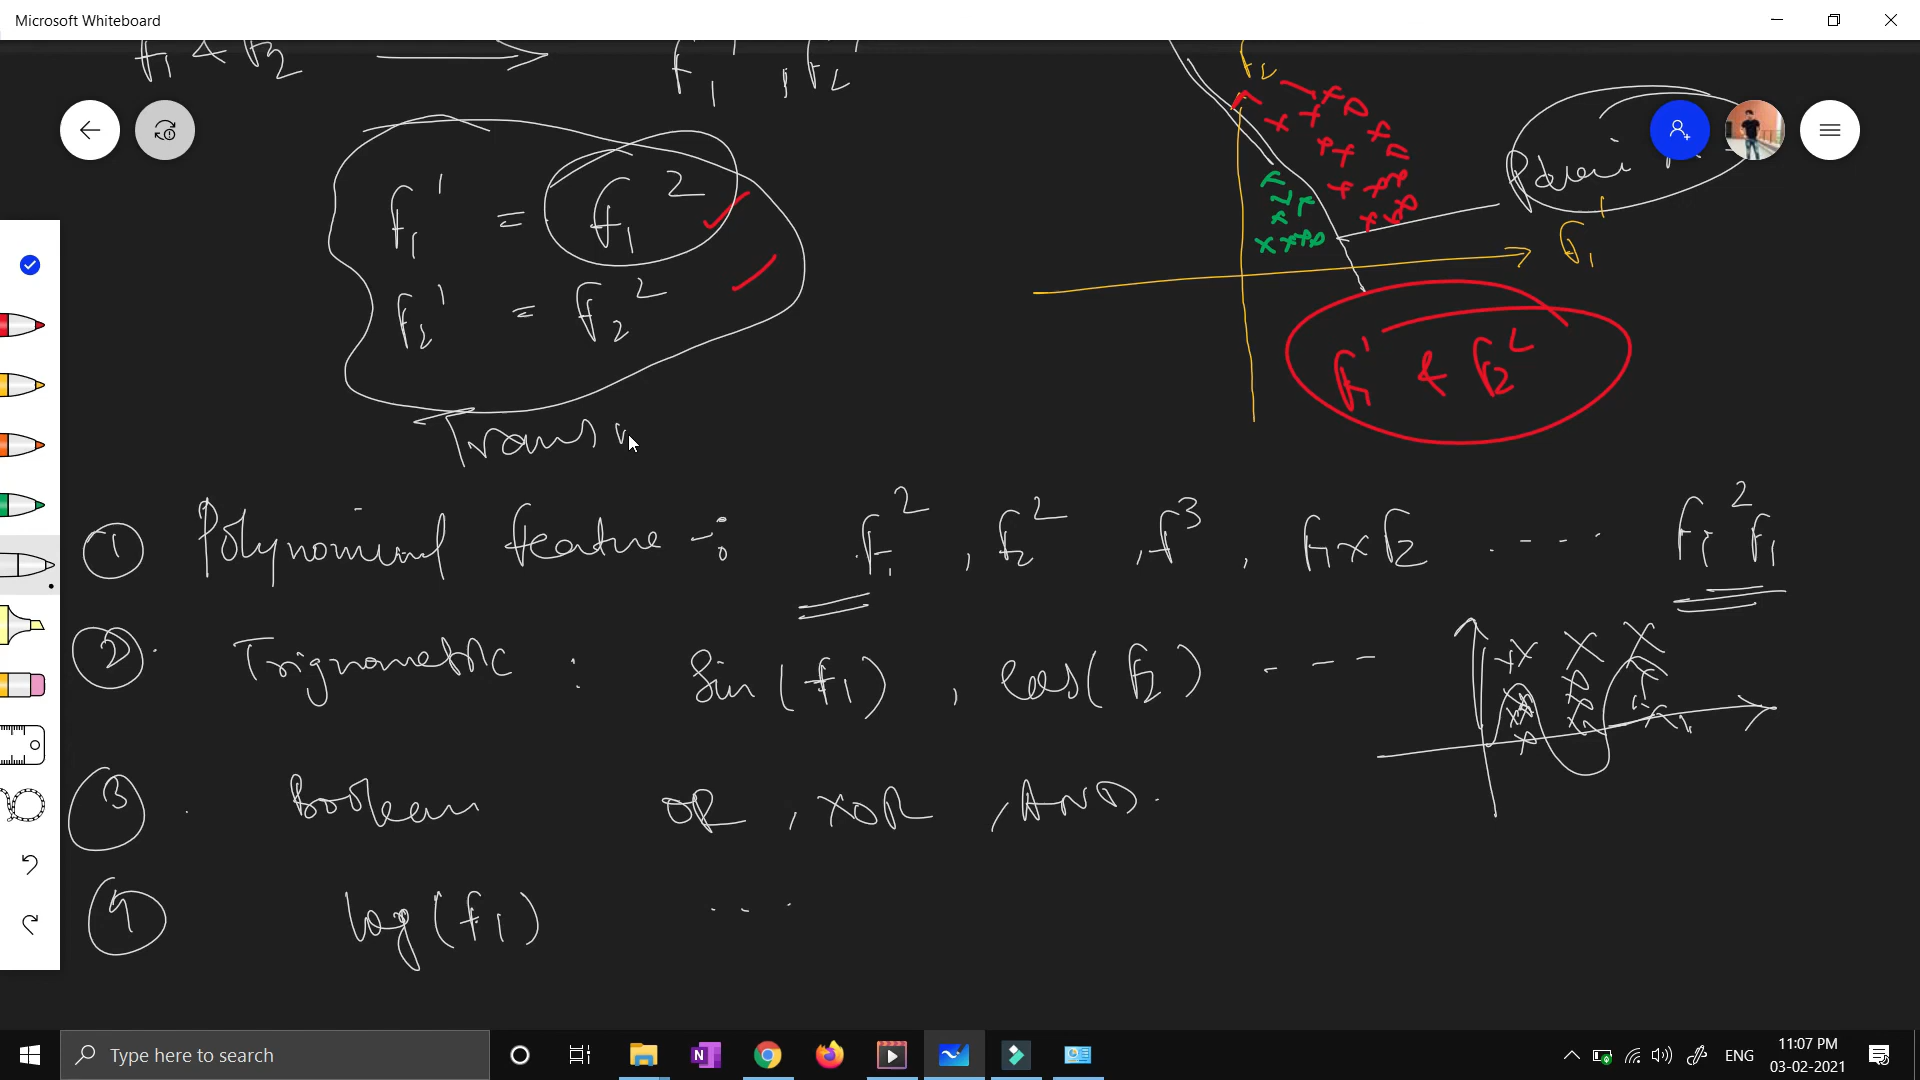 Microsoft Whiteboard
f1 & f2 → f1', f2'
f2
f1' = f1²
f2' = f2²
f1'
f1' & f2²
Trans
① Polynomial feature -: f1², f2², f³, f1×f2 .---- f1²f1
② Trignometric : Sin(f1), Cos(f2) ---
③ Boolean OR, XOR, AND.
④ log(f1) ...
Type here to search
ENG
11:07 PM
03-02-2021